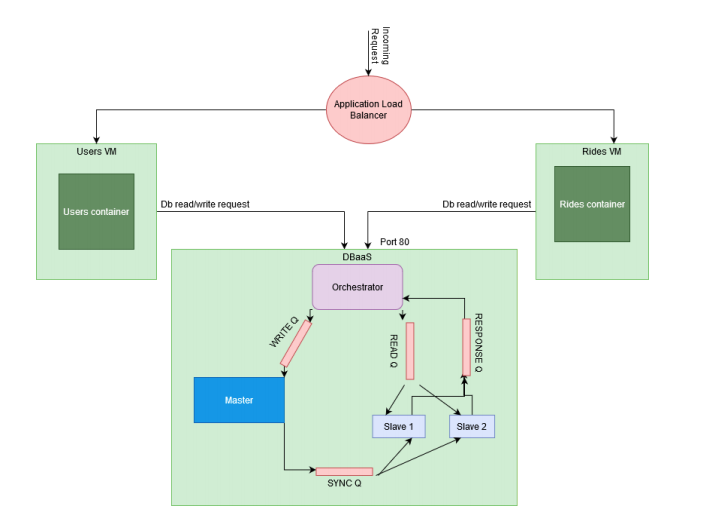 Incoming
Request
Application Load
Balancer
Users VM
Rides VM
Users container
Rides container
Db read/write request
Db read/write request
Port 80
DBaaS
Orchestrator
WRITE Q
READ Q
RESPONSE Q
Master
Slave 1
Slave 2
SYNC Q